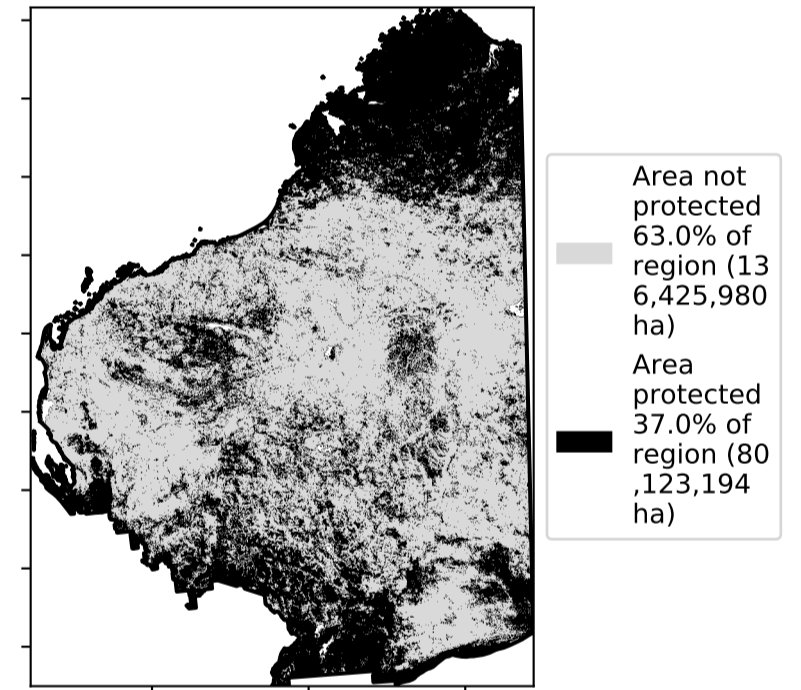 Area not
protected
63.0% of
region (13
6,425,980
ha)
Area
protected
37.0% of
region (80
,123,194
ha)